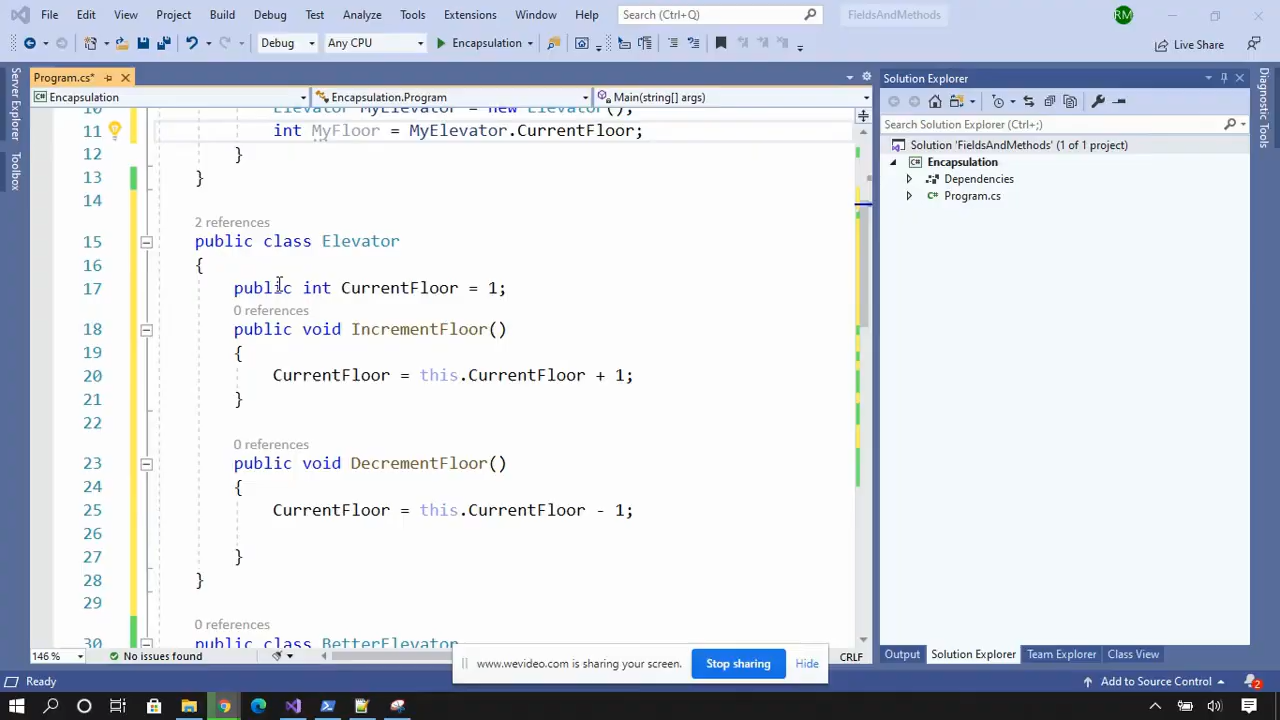 File Edit View Project Build Debug Test Analyze Tools Extensions Window Help Search (Ctrl+Q) FieldsAndMethods RM
Debug Any CPU Encapsulation Live Share
Program.cs* Solution Explorer
Encapsulation Encapsulation.Program Main(string[] args)
Search Solution Explorer (Ctrl+;)
Solution 'FieldsAndMethods' (1 of 1 project)
Encapsulation
Dependencies
Program.cs
Server Explorer
Toolbox
Diagnostic Tools
10 Elevator MyElevator = new Elevator();
11 int MyFloor = MyElevator.CurrentFloor;
12 }
13 }
14
2 references
15 public class Elevator
16 {
17 public int CurrentFloor = 1;
0 references
18 public void IncrementFloor()
19 {
20 CurrentFloor = this.CurrentFloor + 1;
21 }
22
0 references
23 public void DecrementFloor()
24 {
25 CurrentFloor = this.CurrentFloor - 1;
26
27 }
28 }
29
0 references
30 public class BetterElevator
146 % No issues found CRLF
www.wevideo.com is sharing your screen. Stop sharing Hide
Output Solution Explorer Team Explorer Class View
Ready Add to Source Control 2